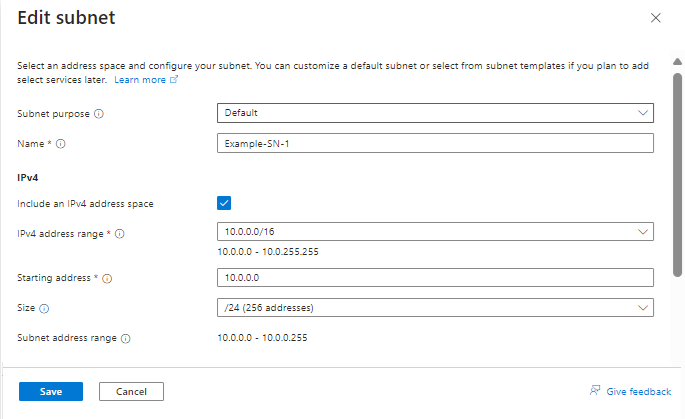 Edit subnet
Select an address space and configure your subnet. You can customize a default subnet or select from subnet templates if you plan to add
select services later. Learn more
Subnet purpose
Default
Name *
Example-SN-1
IPv4
Include an IPv4 address space
IPv4 address range *
10.0.0.0/16
10.0.0.0 - 10.0.255.255
Starting address *
10.0.0.0
Size
/24 (256 addresses)
Subnet address range
10.0.0.0 - 10.0.0.255
Save
Cancel
Give feedback